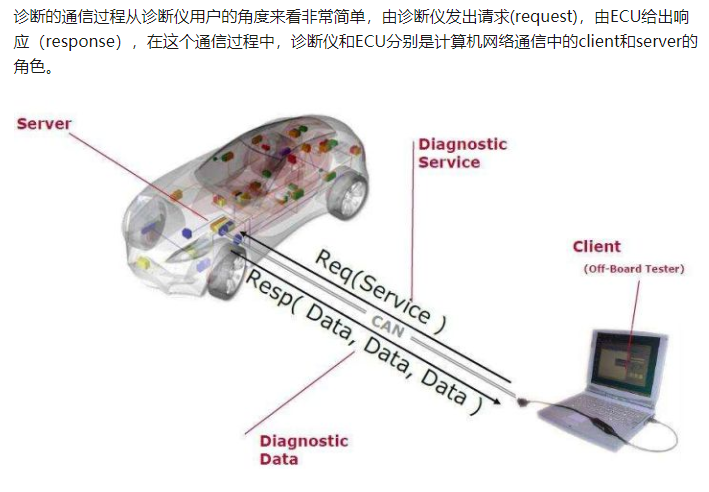 诊断的通信过程从诊断仪用户的角度来看非常简单，由诊断仪发出请求(request)，由ECU给出响
应（response），在这个通信过程中，诊断仪和ECU分别是计算机网络通信中的client和server的
角色。
Server
Diagnostic
Service
Client
(Off-Board Tester)
Req(Service )
CAN
Resp( Data, Data, Data )
Diagnostic
Data